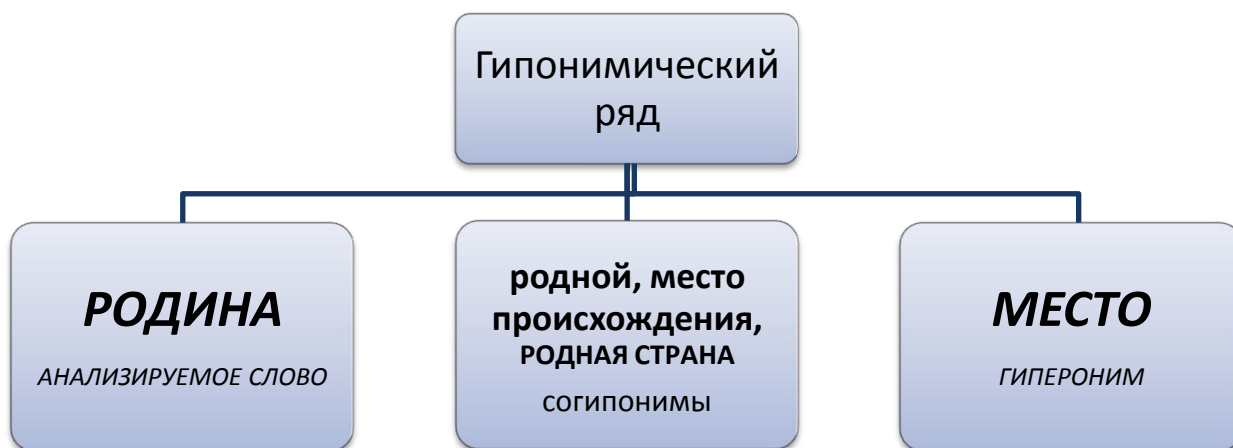 Гипонимический
ряд
РОДИНА
АНАЛИЗИРУЕМОЕ СЛОВО
родной, место
происхождения,
РОДНАЯ СТРАНА
согипонимы
МЕСТО
ГИПЕРОНИМ